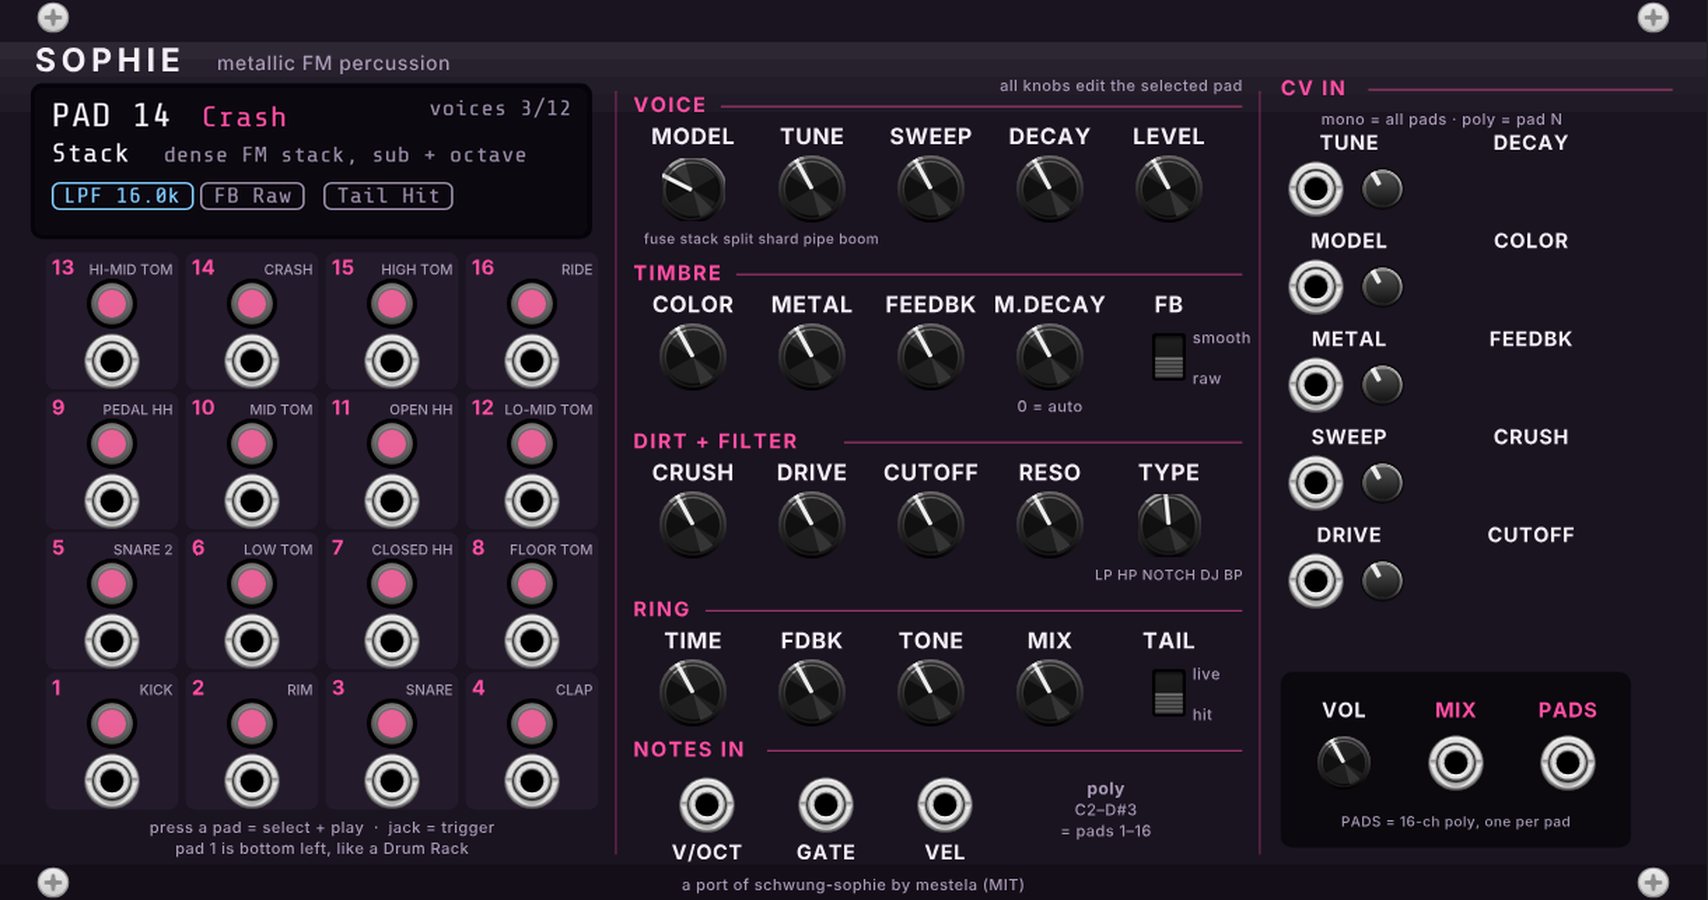 SOPHIE metallic FM percussion
PAD 14 Crash voices 3/12
Stack dense FM stack, sub + octave
LPF 16.0k FB Raw Tail Hit
13 HI-MID TOM 14 CRASH 15 HIGH TOM 16 RIDE
9 PEDAL HH 10 MID TOM 11 OPEN HH 12 LO-MID TOM
5 SNARE 2 6 LOW TOM 7 CLOSED HH 8 FLOOR TOM
1 KICK 2 RIM 3 SNARE 4 CLAP
press a pad = select + play · jack = trigger
pad 1 is bottom left, like a Drum Rack
all knobs edit the selected pad
VOICE
MODEL TUNE SWEEP DECAY LEVEL
fuse stack split shard pipe boom
TIMBRE
COLOR METAL FEEDBK M.DECAY FB
smooth
raw
0 = auto
DIRT + FILTER
CRUSH DRIVE CUTOFF RESO TYPE
LP HP NOTCH DJ BP
RING
TIME FDBK TONE MIX TAIL
live
hit
NOTES IN
poly
C2–D#3
= pads 1–16
V/OCT GATE VEL
CV IN
mono = all pads · poly = pad N
TUNE DECAY
MODEL COLOR
METAL FEEDBK
SWEEP CRUSH
DRIVE CUTOFF
VOL MIX PADS
PADS = 16-ch poly, one per pad
a port of schwung-sophie by mestela (MIT)